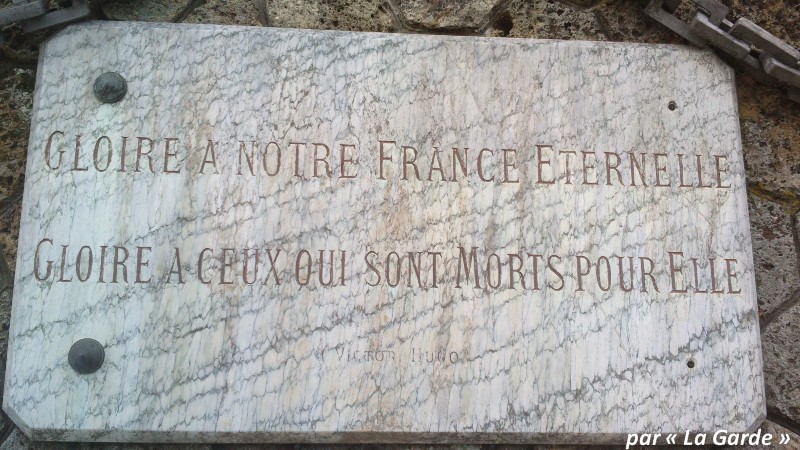 GLOIRE A NOTRE FRANCE ETERNELLE
GLOIRE A CEUX QUI SONT MORTS POUR ELLE
VICTOR HUGO
par « La Garde »